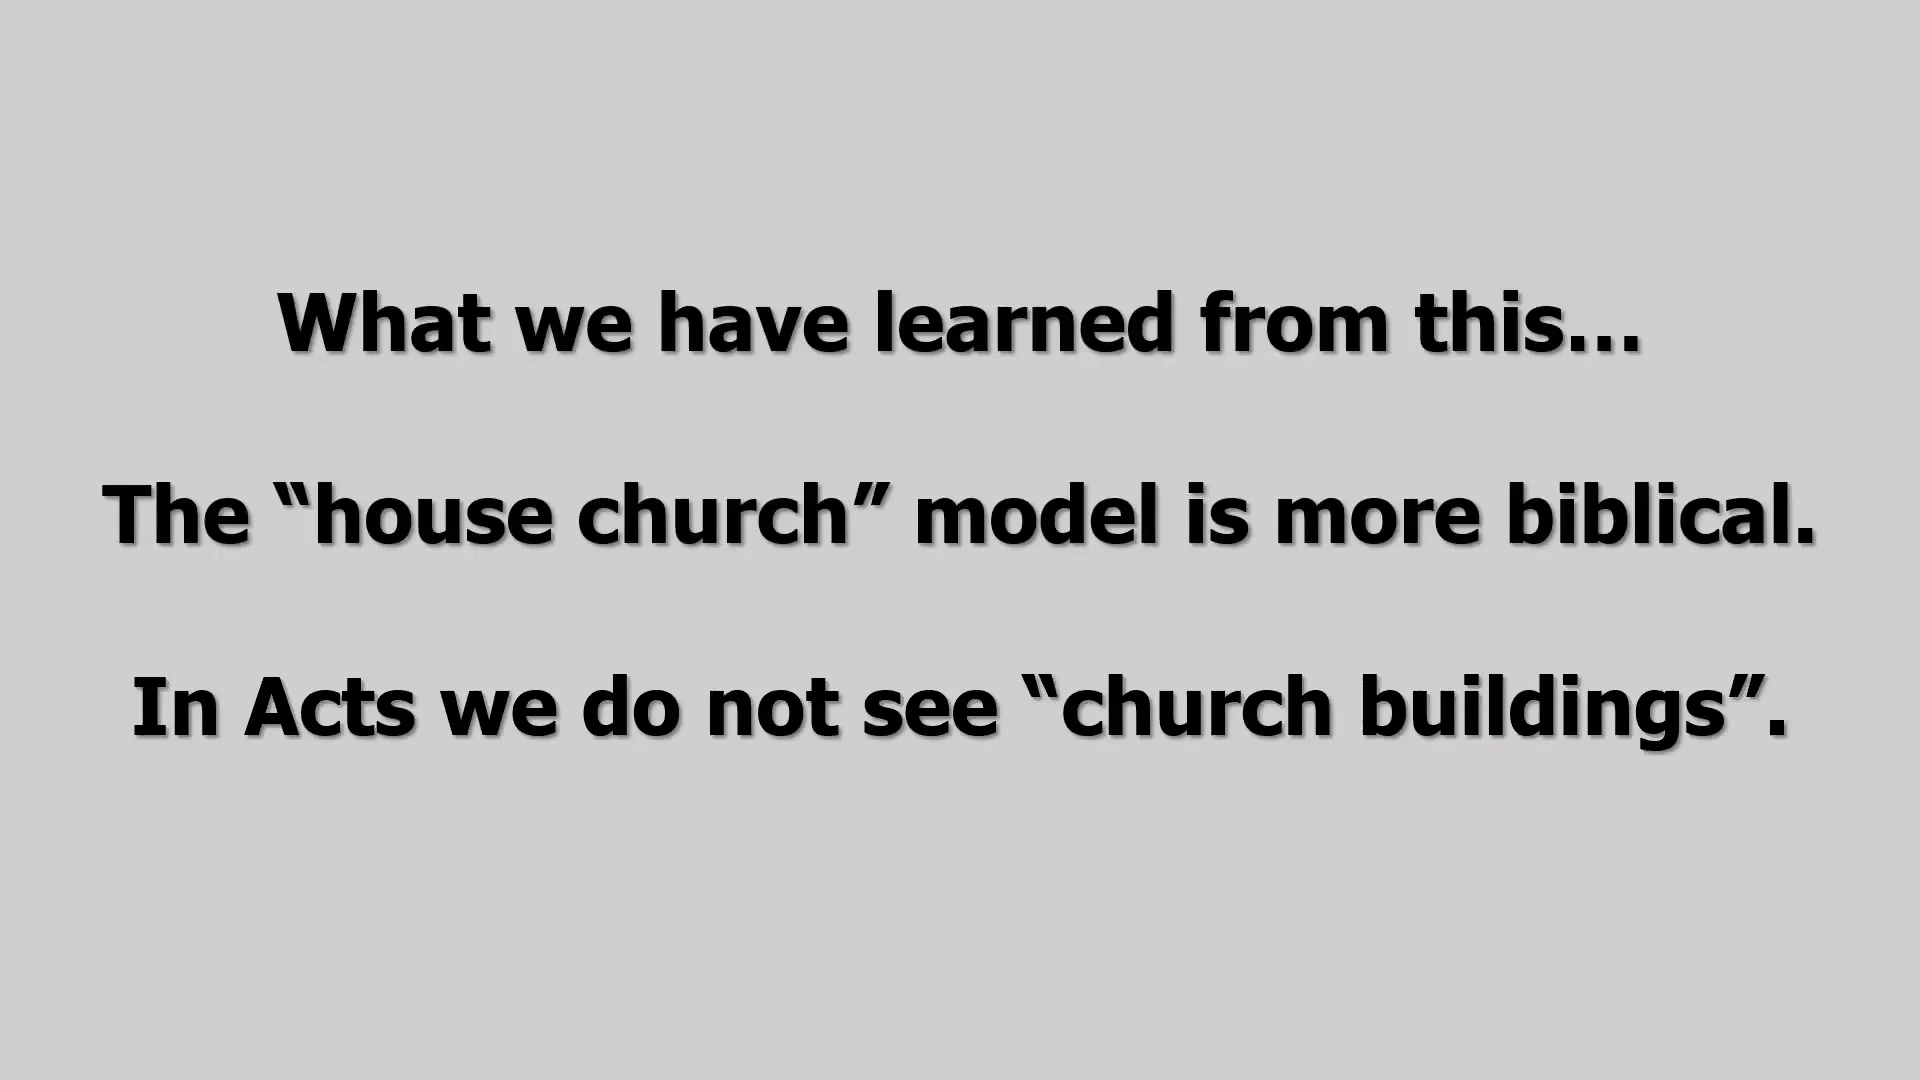 What we have learned from this...
The “house church” model is more biblical.
In Acts we do not see “church buildings”.